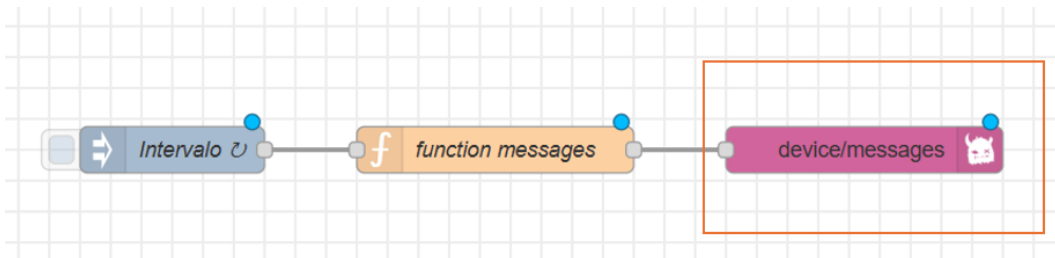 Intervalo ↻
function messages
device/messages